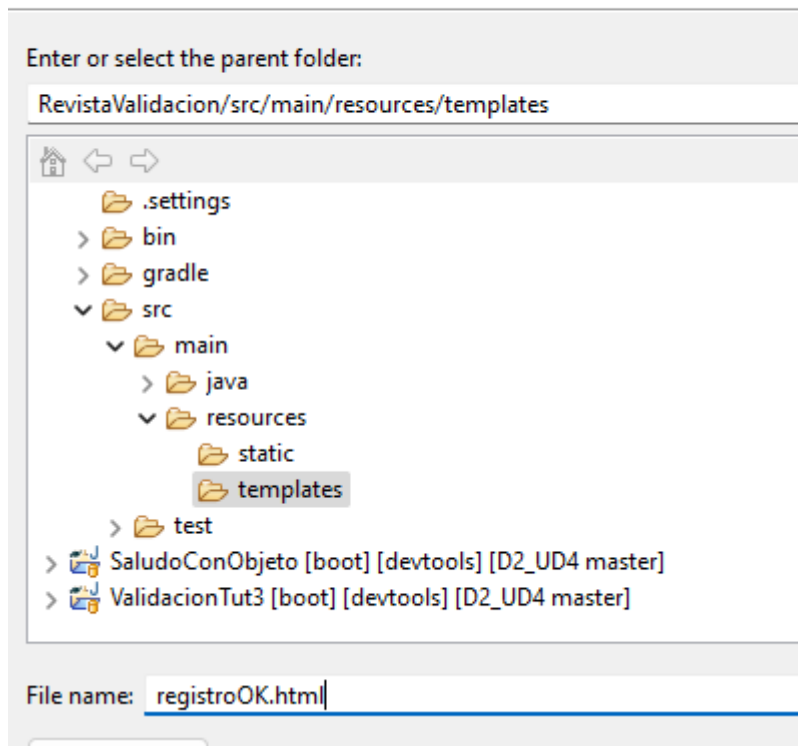 Enter or select the parent folder:
RevistaValidacion/src/main/resources/templates
.settings
bin
gradle
src
main
java
resources
static
templates
test
SaludoConObjeto [boot] [devtools] [D2_UD4 master]
ValidacionTut3 [boot] [devtools] [D2_UD4 master]
File name: registroOK.html